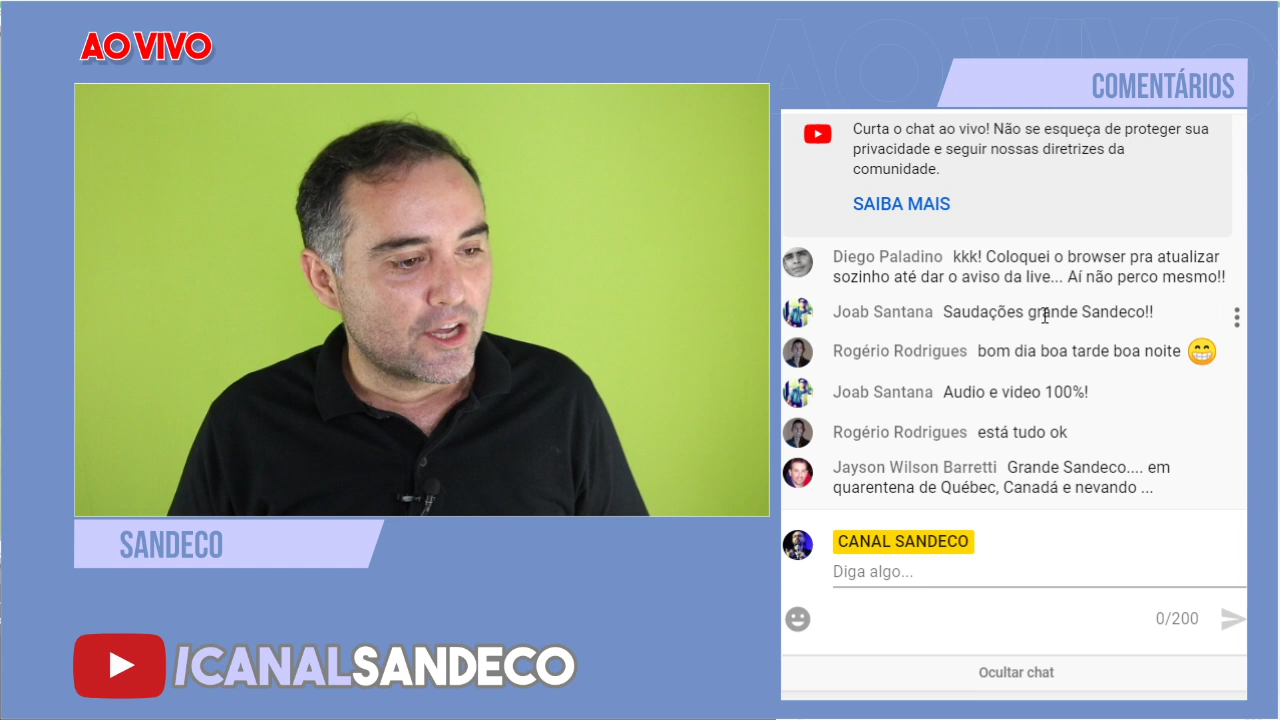 AO VIVO
COMENTÁRIOS
Curta o chat ao vivo! Não se esqueça de proteger sua
privacidade e seguir nossas diretrizes da
comunidade.
SAIBA MAIS
Diego Paladino kkk! Coloquei o browser pra atualizar
sozinho até dar o aviso da live... Aí não perco mesmo!!
Joab Santana Saudações grande Sandeco!!
Rogério Rodrigues bom dia boa tarde boa noite 😁
Joab Santana Audio e video 100%!
Rogério Rodrigues está tudo ok
Jayson Wilson Barretti Grande Sandeco.... em
quarentena de Québec, Canadá e nevando ...
CANAL SANDECO
Diga algo...
0/200
Ocultar chat
SANDECO
/CANALSANDECO